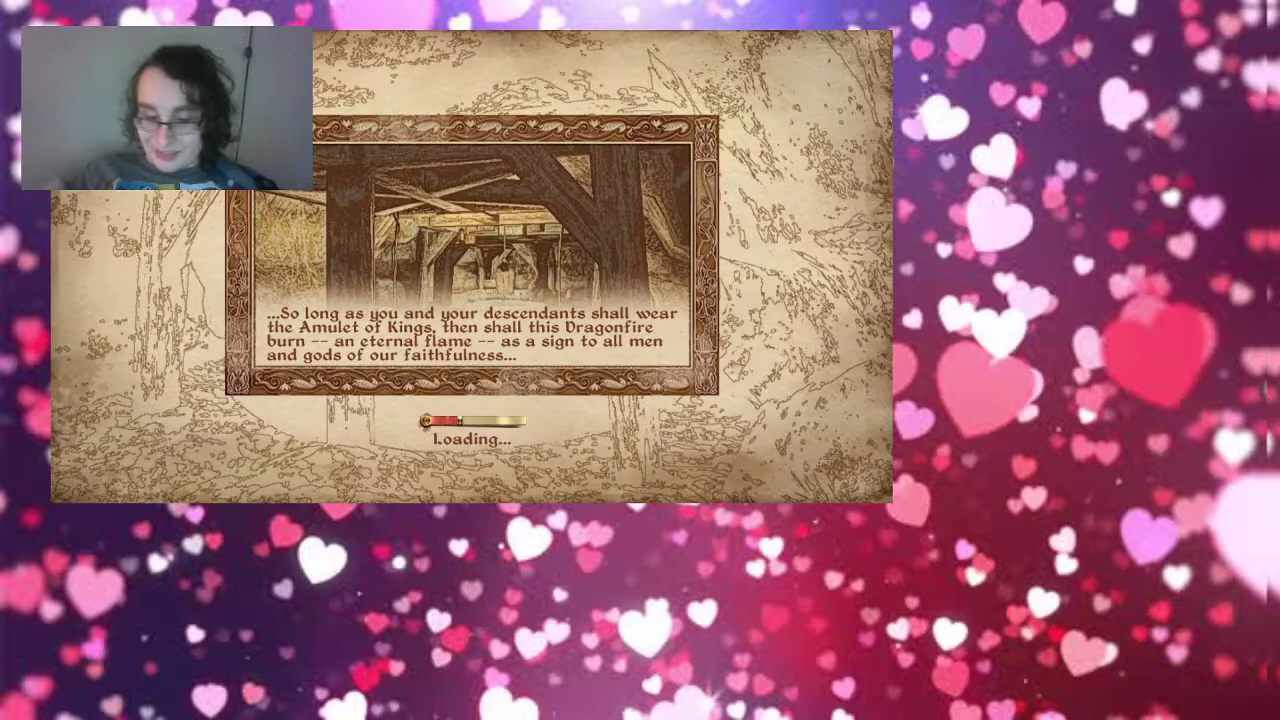 ...So long as you and your descendants shall wear
the Amulet of Kings, then shall this Dragonfire
burn -- an eternal flame -- as a sign to all men
and gods of our faithfulness...
Loading...